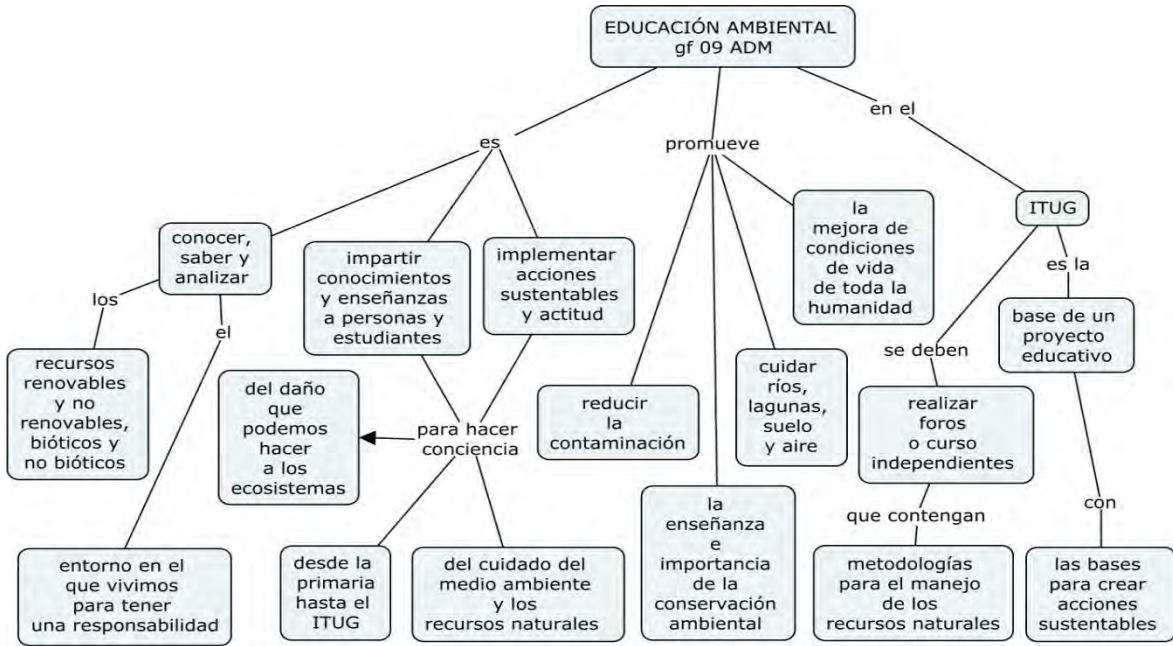 EDUCACIÓN AMBIENTAL
gf 09 ADM
es
promueve
en el
conocer,
saber y
analizar
los
recursos
renovables
y no
renovables,
bióticos y
no bióticos
el
entorno en el
que vivimos
para tener
una responsabilidad
impartir
conocimientos
y enseñanzas
a personas y
estudiantes
implementar
acciones
sustentables
y actitud
para hacer
conciencia
del daño
que
podemos
hacer
a los
ecosistemas
desde la
primaria
hasta el
ITUG
del cuidado del
medio ambiente
y los
recursos naturales
reducir
la
contaminación
la
enseñanza
e
importancia
de la
conservación
ambiental
cuidar
ríos,
lagunas,
suelo
y aire
la
mejora de
condiciones
de vida
de toda la
humanidad
ITUG
se deben
realizar
foros
o curso
independientes
que contengan
metodologías
para el manejo
de los
recursos naturales
es la
base de un
proyecto
educativo
con
las bases
para crear
acciones
sustentables